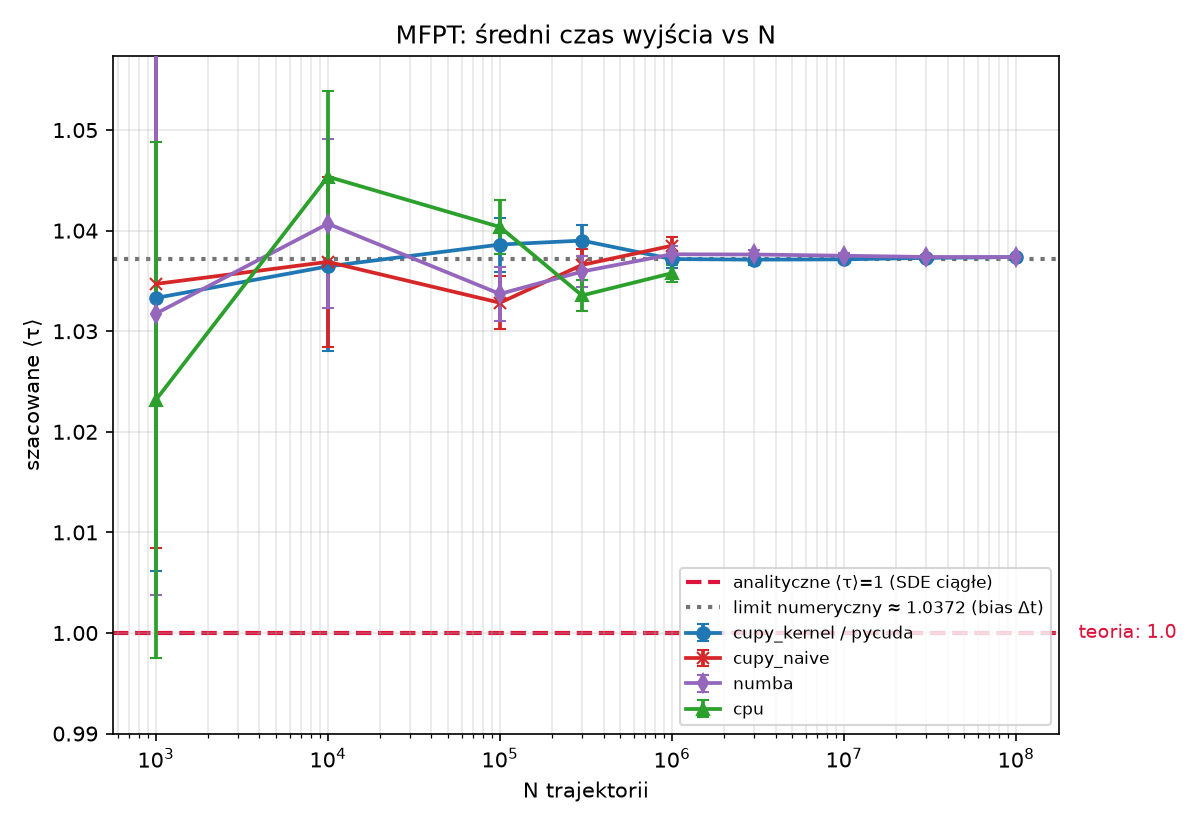 MFPT: średni czas wyjścia vs N
szacowane ⟨τ⟩
1.05
1.04
1.03
1.02
1.01
1.00
0.99
analityczne ⟨τ⟩=1 (SDE ciągłe)
limit numeryczny ≈ 1.0372 (bias Δt)
cupy_kernel / pycuda
cupy_naive
numba
cpu
teoria: 1.0
10³ 10⁴ 10⁵ 10⁶ 10⁷ 10⁸
N trajektorii